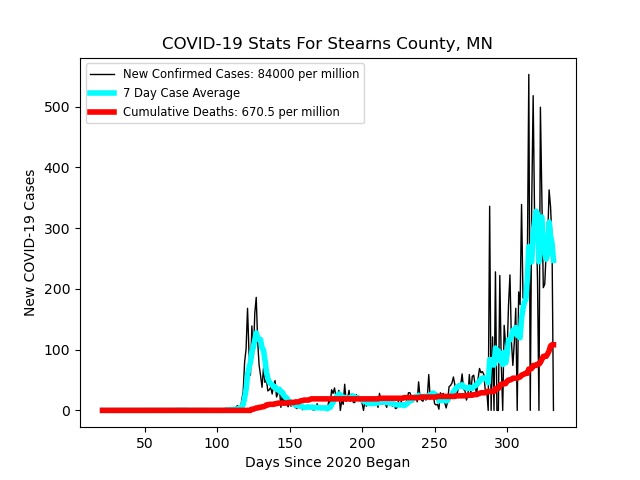 COVID-19 Stats For Stearns County, MN
New Confirmed Cases: 84000 per million
7 Day Case Average
Cumulative Deaths: 670.5 per million
New COVID-19 Cases
500
400
300
200
100
0
50
100
150
200
250
300
Days Since 2020 Began